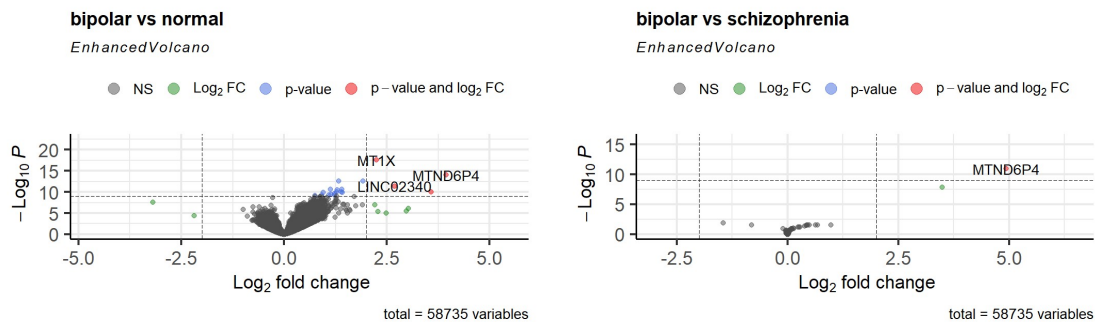 bipolar vs normal
EnhancedVolcano
NS Log2 FC p-value p − value and log2 FC
20
15
10
5
0
−Log10 P
MT1X
MTND6P4
LINC02340
-5.0 -2.5 0.0 2.5 5.0
Log2 fold change
total = 58735 variables
bipolar vs schizophrenia
EnhancedVolcano
NS Log2 FC p-value p − value and log2 FC
15
10
5
0
−Log10 P
MTND6P4
-2.5 0.0 2.5 5.0
Log2 fold change
total = 58735 variables